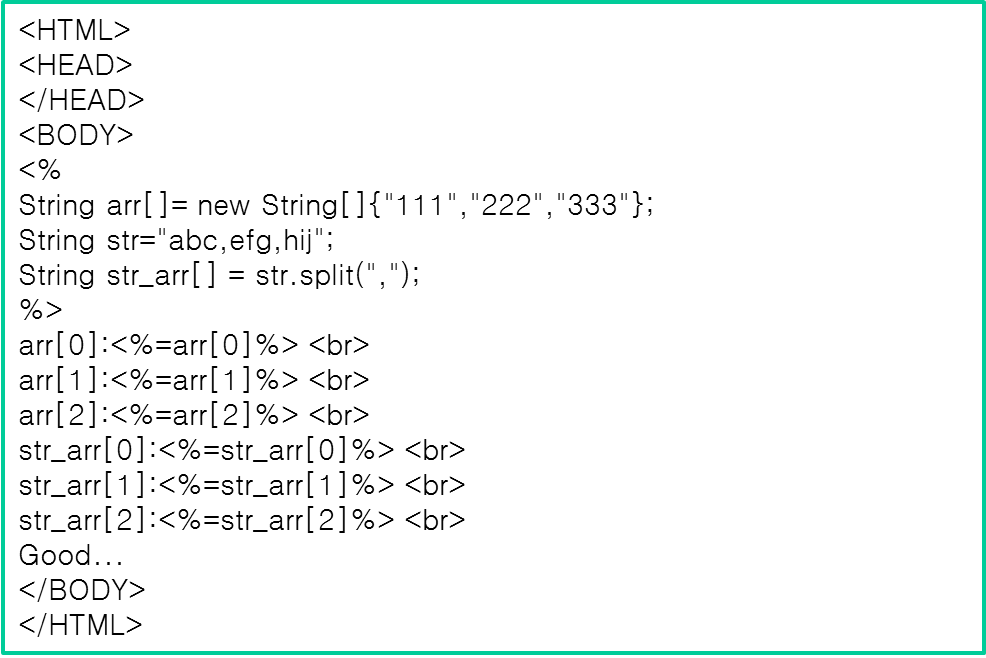 <HTML>
<HEAD>
</HEAD>
<BODY>
<%
String arr[]= new String[]{"111","222","333"};
String str="abc,efg,hij";
String str_arr[] = str.split(",");
%>
arr[0]:<%=arr[0]%> <br>
arr[1]:<%=arr[1]%> <br>
arr[2]:<%=arr[2]%> <br>
str_arr[0]:<%=str_arr[0]%> <br>
str_arr[1]:<%=str_arr[1]%> <br>
str_arr[2]:<%=str_arr[2]%> <br>
Good...
</BODY>
</HTML>